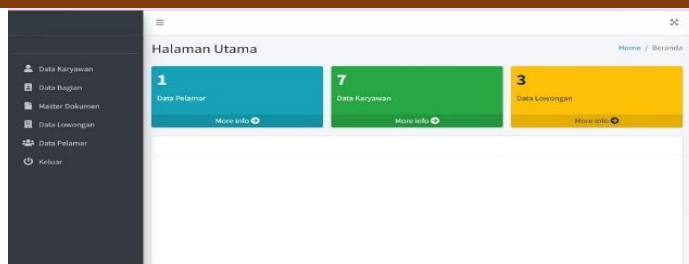 Halaman Utama
Home / Beranda
Data Karyawan
Data Bagian
Master Dokumen
Data Lowongan
Data Pelamar
Keluar
1
Data Pelamar
More info
7
Data Karyawan
More info
3
Data Lowongan
More info